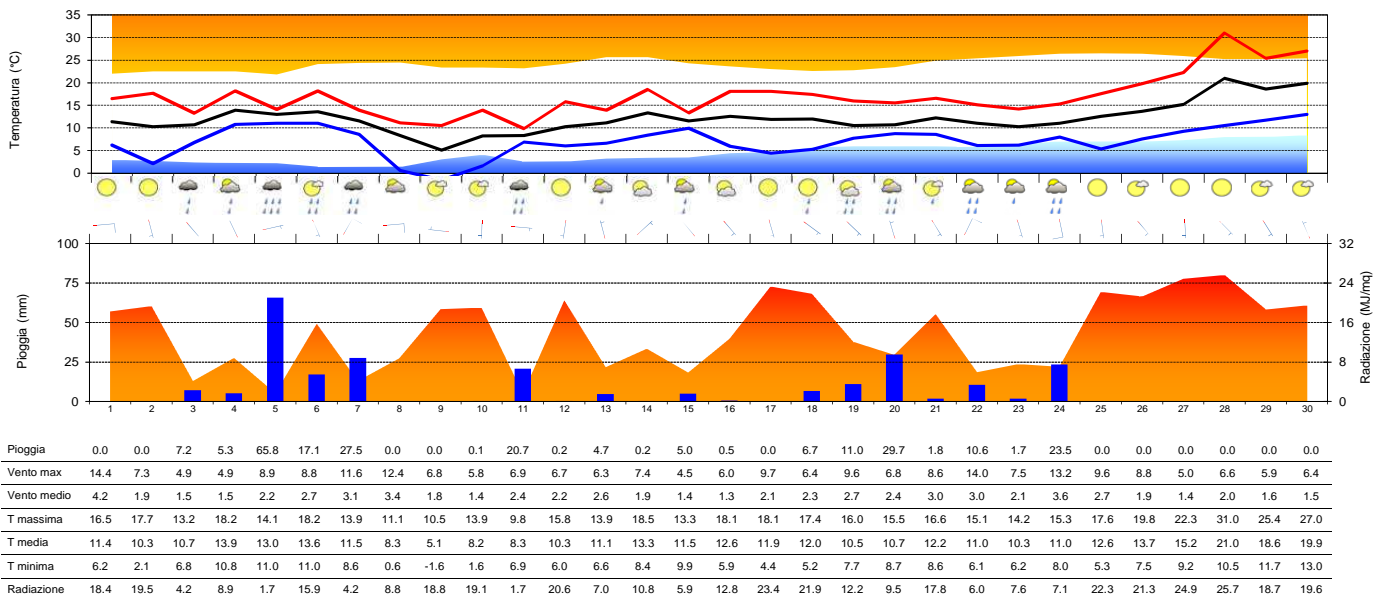 35
30
25
20
15
10
5
0
Temperatura (°C)
100
75
50
25
0
Pioggia (mm)
32
24
16
8
0
Radiazione (MJ/mq)
1 2 3 4 5 6 7 8 9 10 11 12 13 14 15 16 17 18 19 20 21 22 23 24 25 26 27 28 29 30
Pioggia 0.0 0.0 7.2 5.3 65.8 17.1 27.5 0.0 0.0 0.1 20.7 0.2 4.7 0.2 5.0 0.5 0.0 6.7 11.0 29.7 1.8 10.6 1.7 23.5 0.0 0.0 0.0 0.0 0.0 0.0
Vento max 14.4 7.3 4.9 4.9 8.9 8.8 11.6 12.4 6.8 5.8 6.9 6.7 6.3 7.4 4.5 6.0 9.7 6.4 9.6 6.8 8.6 14.0 7.5 13.2 9.6 8.8 5.0 6.6 5.9 6.4
Vento medio 4.2 1.9 1.5 1.5 2.2 2.7 3.1 3.4 1.8 1.4 2.4 2.2 2.6 1.9 1.4 1.3 2.1 2.3 2.7 2.4 3.0 3.0 2.1 3.6 2.7 1.9 1.4 2.0 1.6 1.5
T massima 16.5 17.7 13.2 18.2 14.1 18.2 13.9 11.1 10.5 13.9 9.8 15.8 13.9 18.5 13.3 18.1 18.1 17.4 16.0 15.5 16.6 15.1 14.2 15.3 17.6 19.8 22.3 31.0 25.4 27.0
T media 11.4 10.3 10.7 13.9 13.0 13.6 11.5 8.3 5.1 8.2 8.3 10.3 11.1 13.3 11.5 12.6 11.9 12.0 10.5 10.7 12.2 11.0 10.3 11.0 12.6 13.7 15.2 21.0 18.6 19.9
T minima 6.2 2.1 6.8 10.8 11.0 11.0 8.6 0.6 -1.6 1.6 6.9 6.0 6.6 8.4 9.9 5.9 4.4 5.2 7.7 8.7 8.6 6.1 6.2 8.0 5.3 7.5 9.2 10.5 11.7 13.0
Radiazione 18.4 19.5 4.2 8.9 1.7 15.9 4.2 8.8 18.8 19.1 1.7 20.6 7.0 10.8 5.9 12.8 23.4 21.9 12.2 9.5 17.8 6.0 7.6 7.1 22.3 21.3 24.9 25.7 18.7 19.6